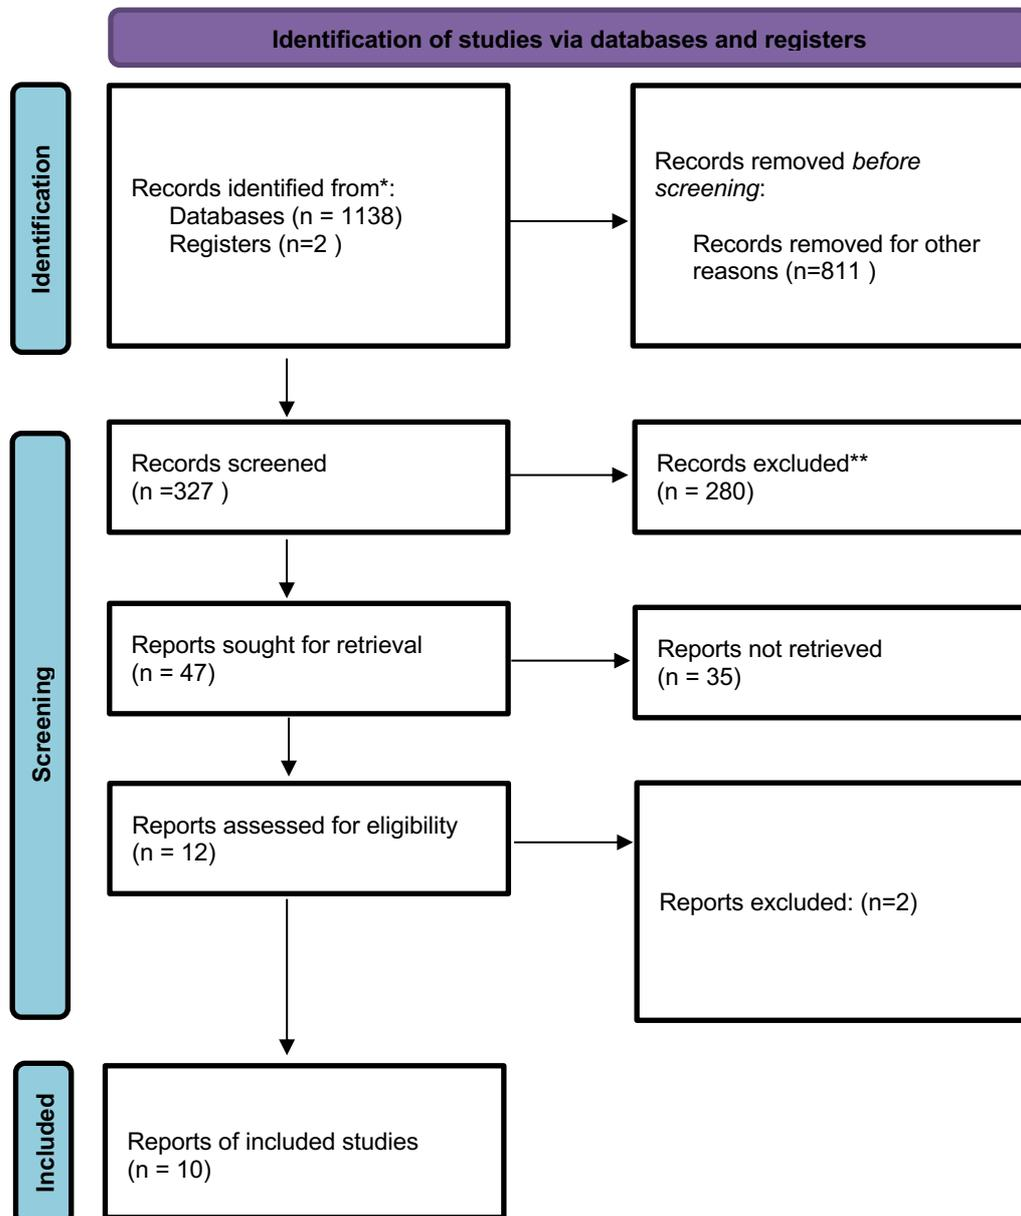 Identification of studies via databases and registers
Identification
Records identified from*:
Databases (n = 1138)
Registers (n=2 )
Records removed before
screening:
Records removed for other
reasons (n=811 )
Screening
Records screened
(n =327 )
Records excluded**
(n = 280)
Reports sought for retrieval
(n = 47)
Reports not retrieved
(n = 35)
Reports assessed for eligibility
(n = 12)
Reports excluded: (n=2)
Included
Reports of included studies
(n = 10)